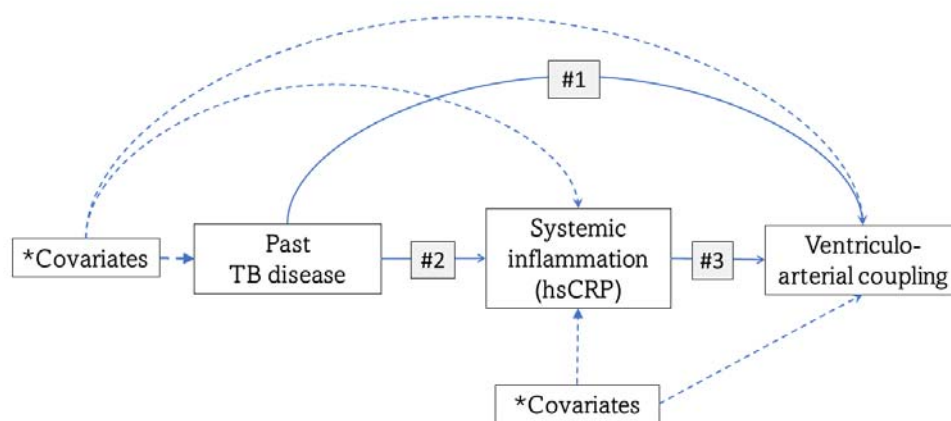 #1
*Covariates
Past
TB disease
#2
Systemic
inflammation
(hsCRP)
#3
Ventriculo-
arterial coupling
*Covariates